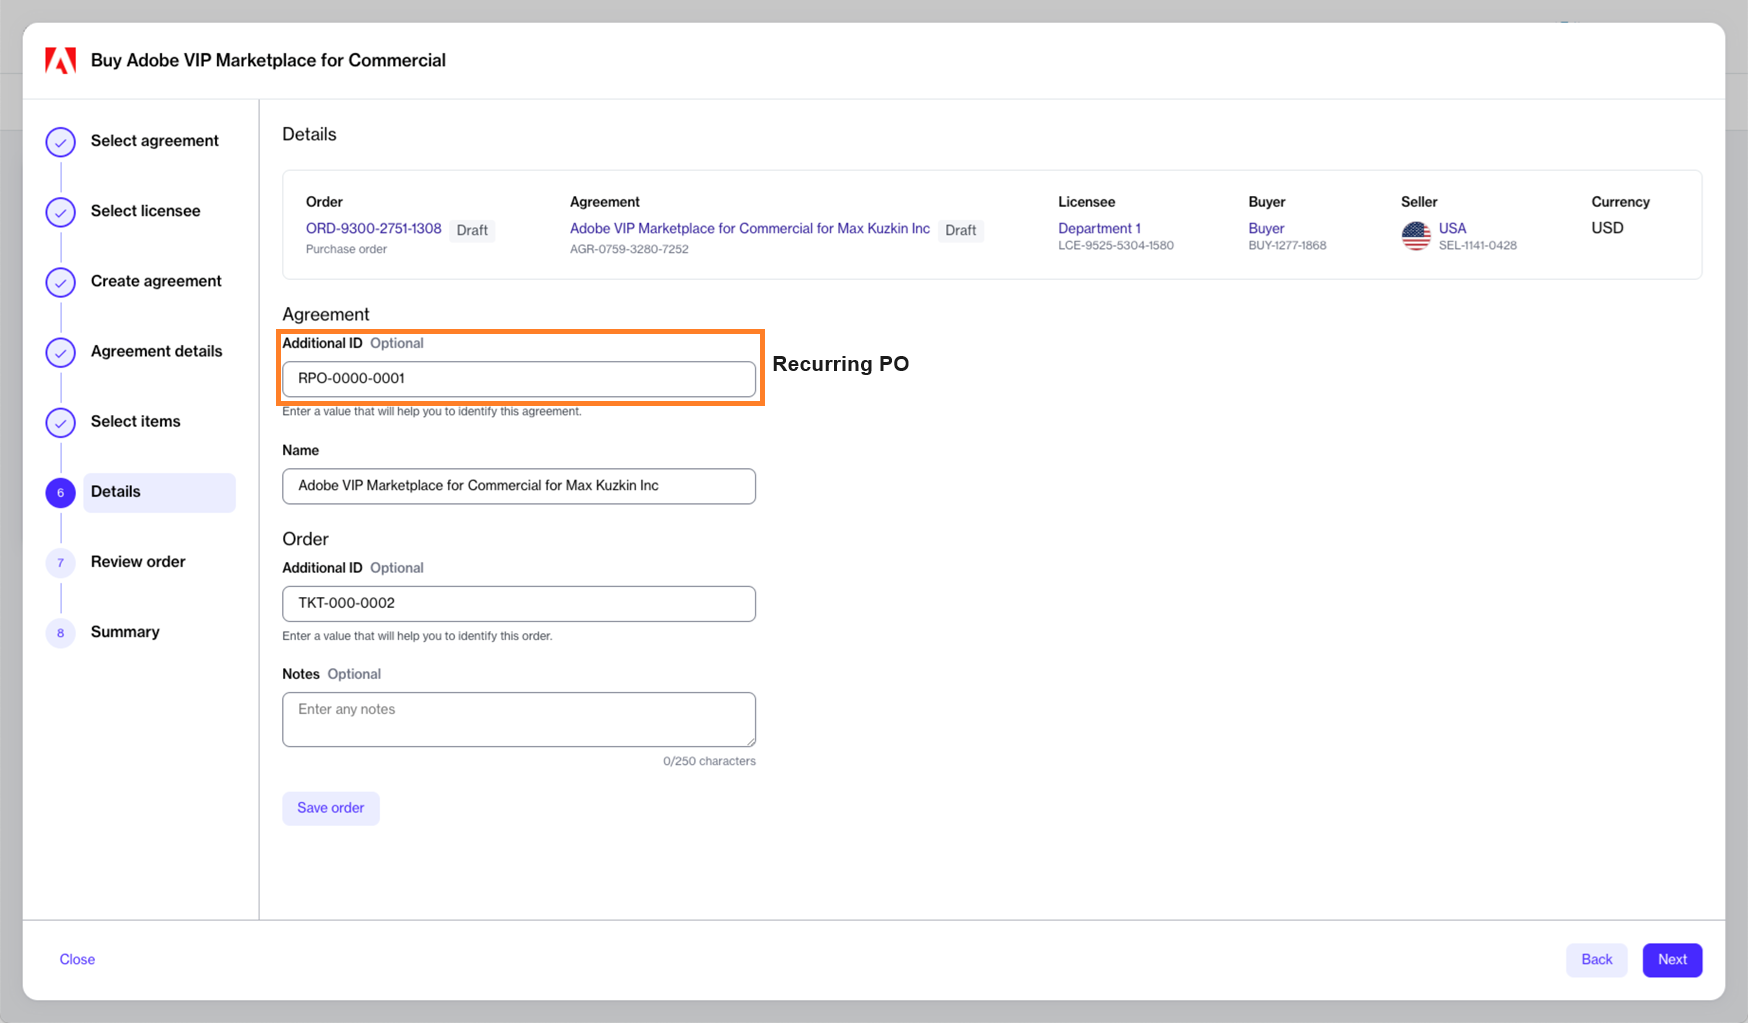 Buy Adobe VIP Marketplace for Commercial
Select agreement
Select licensee
Create agreement
Agreement details
Select items
6 Details
7 Review order
8 Summary
Details
Order Agreement Licensee Buyer Seller Currency
ORD-9300-2751-1308 Draft Adobe VIP Marketplace for Commercial for Max Kuzkin Inc Draft Department 1 Buyer USA USD
Purchase order AGR-0759-3280-7252 LCE-9525-5304-1580 BUY-1277-1868 SEL-1141-0428
Agreement
Additional ID Optional
RPO-0000-0001
Recurring PO
Enter a value that will help you to identify this agreement.
Name
Adobe VIP Marketplace for Commercial for Max Kuzkin Inc
Order
Additional ID Optional
TKT-000-0002
Enter a value that will help you to identify this order.
Notes Optional
Enter any notes
0/250 characters
Save order
Close Back Next